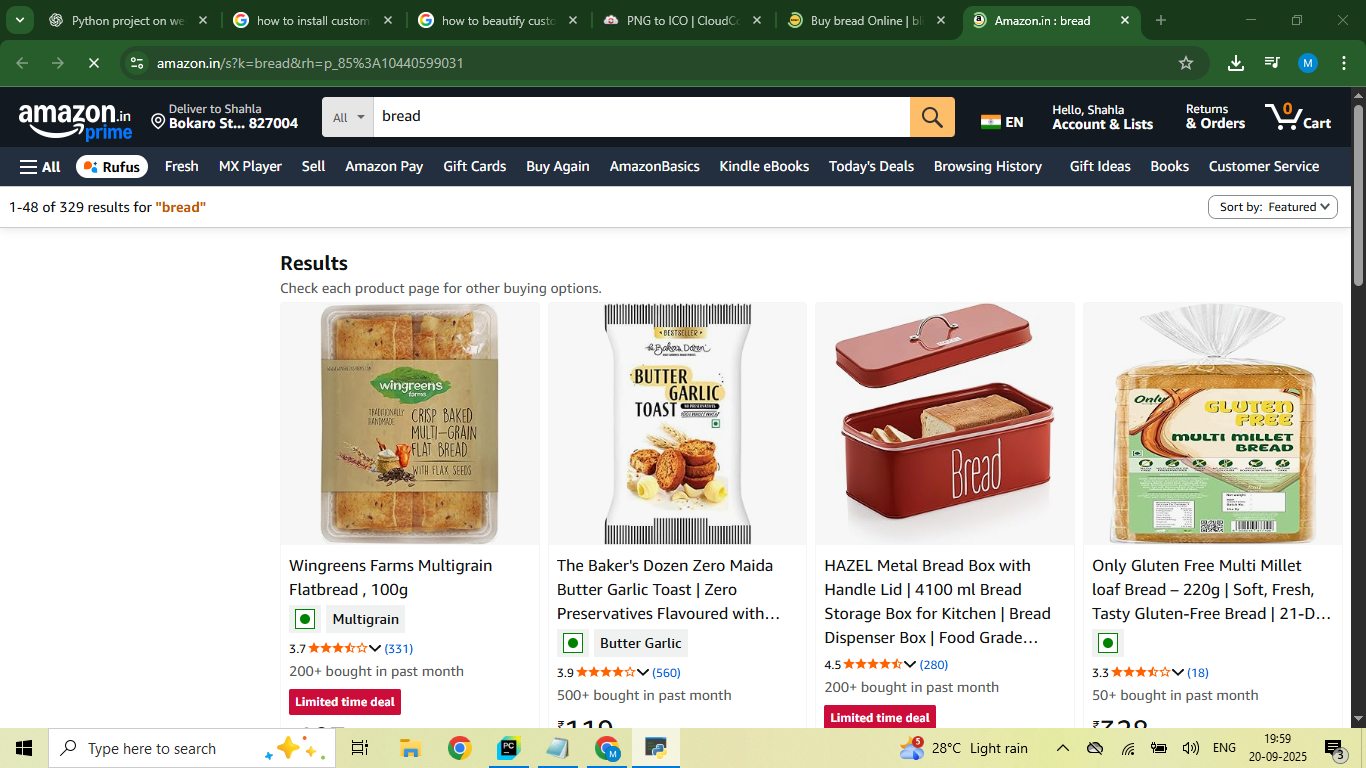 Python project on we
how to install custom
how to beautify custo
PNG to ICO | CloudCo
Buy bread Online | bl
Amazon.in : bread
amazon.in/s?k=bread&rh=p_85%3A10440599031
M
amazon.in
prime
Deliver to Shahla
Bokaro St... 827004
All
bread
EN
Hello, Shahla
Account & Lists
Returns
& Orders
0
Cart
All
Rufus
Fresh
MX Player
Sell
Amazon Pay
Gift Cards
Buy Again
AmazonBasics
Kindle eBooks
Today's Deals
Browsing History
Gift Ideas
Books
Customer Service
1-48 of 329 results for "bread"
Sort by: Featured
Results
Check each product page for other buying options.
wingreens
farms
TRADITIONALLY
HANDMADE
CRISP BAKED
MULTI-GRAIN
FLAT BREAD
WITH FLAX SEEDS
BESTSELLER
the Baker's Dozen
BUTTER
GARLIC
TOAST
Bread
Only
GLUTEN
FREE
MULTI MILLET
BREAD
Wingreens Farms Multigrain
Flatbread , 100g
Multigrain
3.7
(331)
200+ bought in past month
Limited time deal
The Baker's Dozen Zero Maida
Butter Garlic Toast | Zero
Preservatives Flavoured with...
Butter Garlic
3.9
(560)
500+ bought in past month
₹119
HAZEL Metal Bread Box with
Handle Lid | 4100 ml Bread
Storage Box for Kitchen | Bread
Dispenser Box | Food Grade...
4.5
(280)
200+ bought in past month
Limited time deal
Only Gluten Free Multi Millet
loaf Bread – 220g | Soft, Fresh,
Tasty Gluten-Free Bread | 21-D...
3.3
(18)
50+ bought in past month
₹328
Type here to search
PC
M
5
28°C Light rain
ENG
19:59
20-09-2025
3